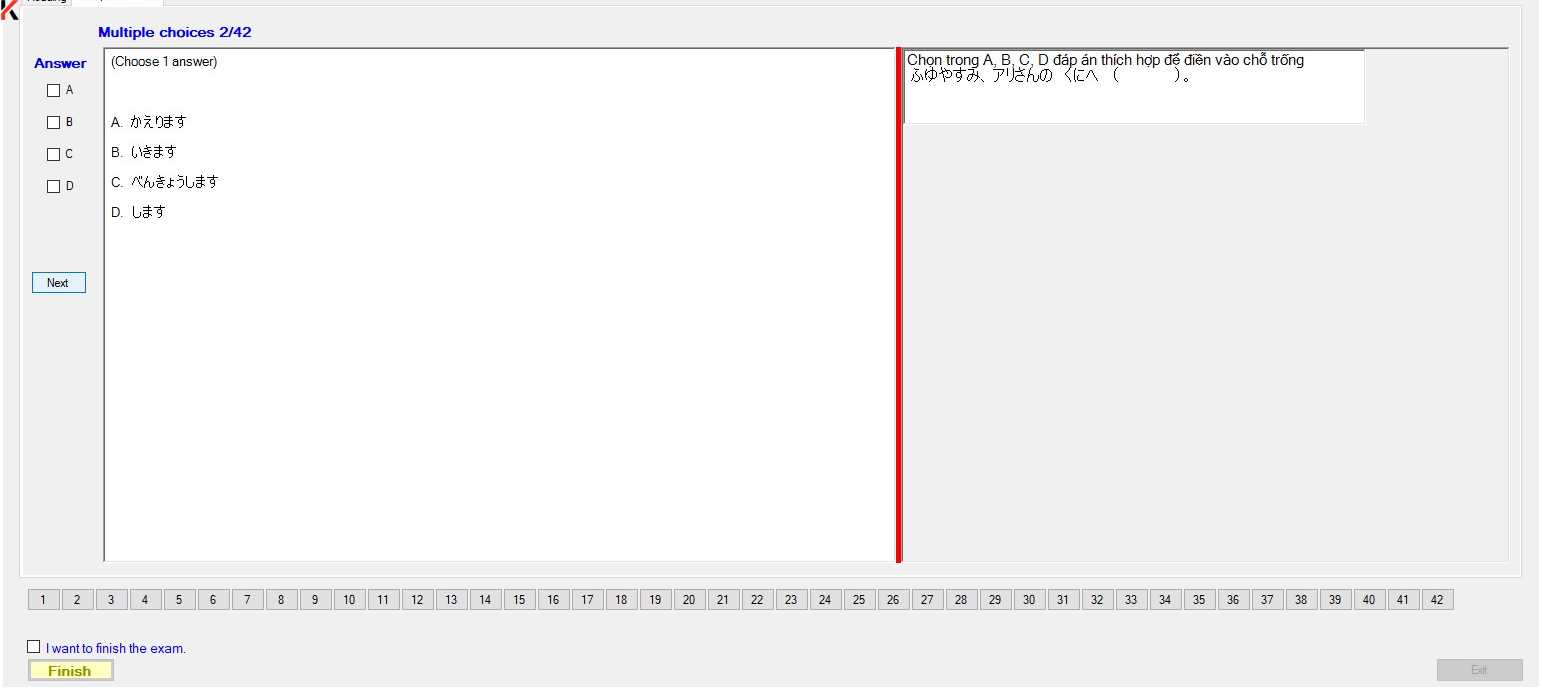 Multiple choices 2/42
Answer
A
B
C
D
Next
(Choose 1 answer)
A. かえります
B. いきます
C. べんきょうします
D. します
Chọn trong A, B, C, D đáp án thích hợp để điền vào chỗ trống
ふゆやすみ、アリさんの くにへ ( )。
1 2 3 4 5 6 7 8 9 10 11 12 13 14 15 16 17 18 19 20 21 22 23 24 25 26 27 28 29 30 31 32 33 34 35 36 37 38 39 40 41 42
I want to finish the exam.
Finish
Exit